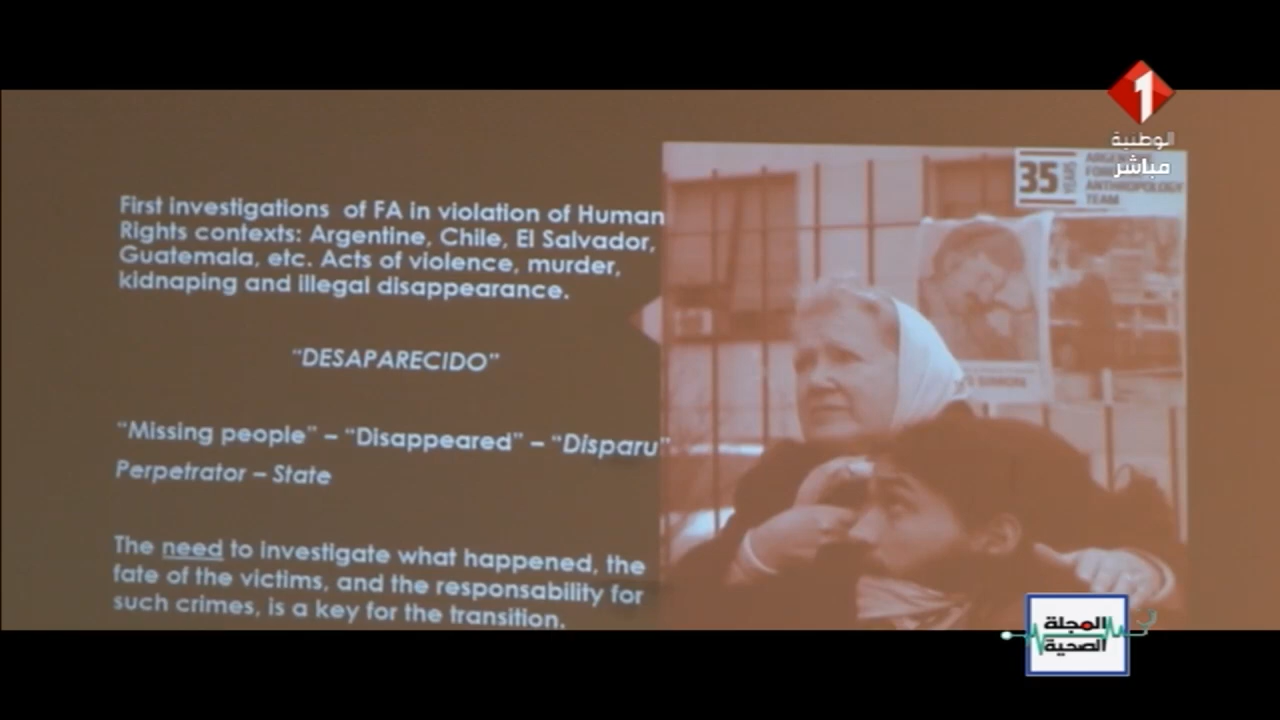 الوطنية
مباشر
First investigations of FA in violation of Human
Rights contexts: Argentine, Chile, El Salvador,
Guatemala, etc. Acts of violence, murder,
kidnaping and illegal disappearance.
"DESAPARECIDO"
"Missing people" – "Disappeared" – "Disparu"
Perpetrator – State
The need to investigate what happened, the
fate of the victims, and the responsability for
such crimes, is a key for the transition.
35
YEARS
ANTHROPOLOGY
TEAM
المجلة
الصحية
1